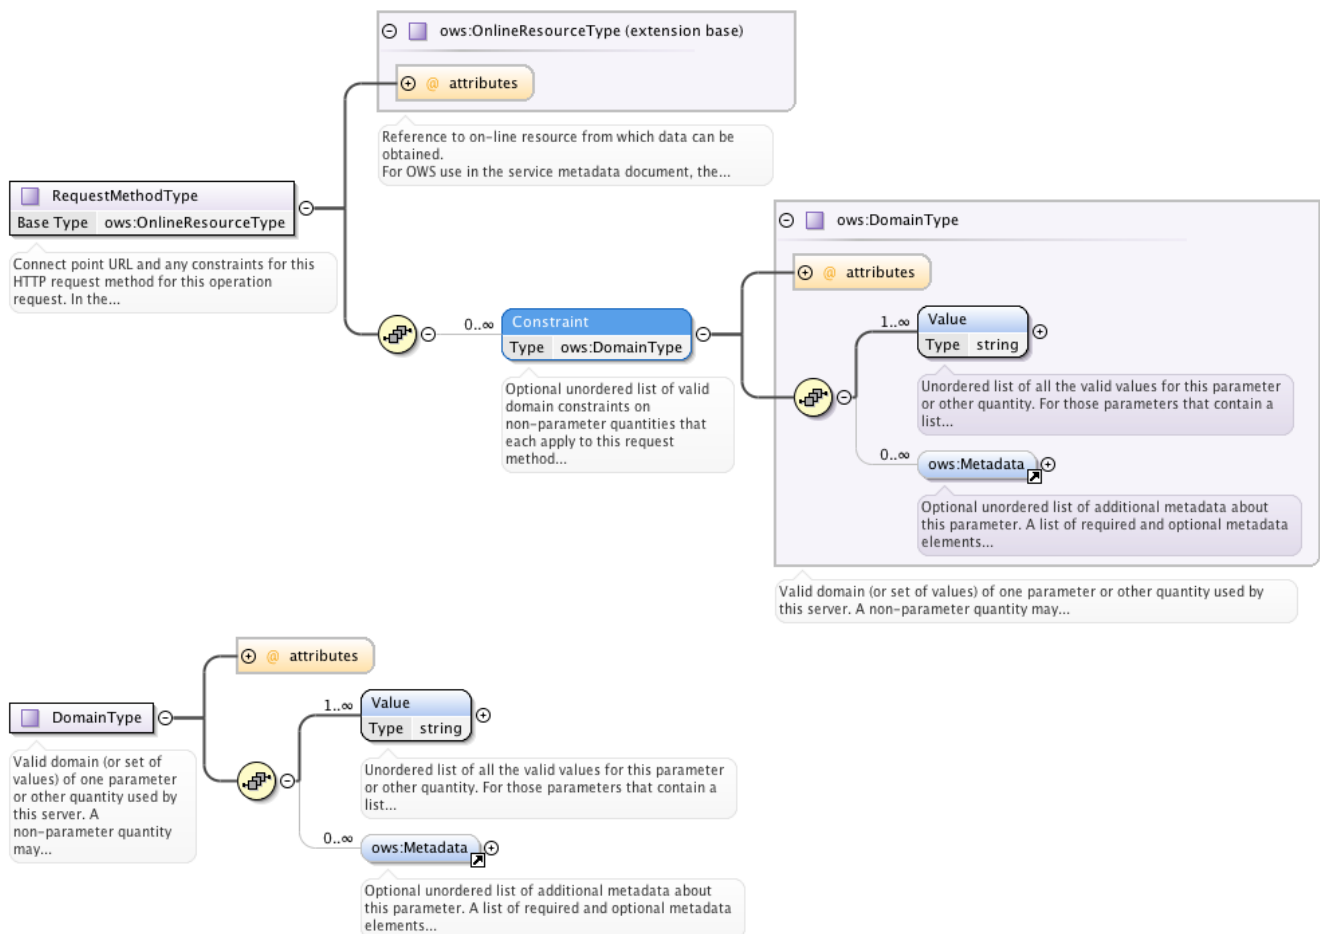 ows:OnlineResourceType (extension base)
@ attributes
Reference to on-line resource from which data can be
obtained.
For OWS use in the service metadata document, the...
RequestMethodType
Base Type ows:OnlineResourceType
Connect point URL and any constraints for this
HTTP request method for this operation
request. In the...
0..∞
Constraint
Type ows:DomainType
Optional unordered list of valid
domain constraints on
non-parameter quantities that
each apply to this request
method...
ows:DomainType
@ attributes
1..∞
Value
Type string
Unordered list of all the valid values for this parameter
or other quantity. For those parameters that contain a
list...
0..∞
ows:Metadata
Optional unordered list of additional metadata about
this parameter. A list of required and optional metadata
elements...
Valid domain (or set of values) of one parameter or other quantity used by
this server. A non-parameter quantity may...
@ attributes
DomainType
Valid domain (or set of
values) of one parameter
or other quantity used by
this server. A
non-parameter quantity
may...
1..∞
Value
Type string
Unordered list of all the valid values for this parameter
or other quantity. For those parameters that contain a
list...
0..∞
ows:Metadata
Optional unordered list of additional metadata about
this parameter. A list of required and optional metadata
elements...